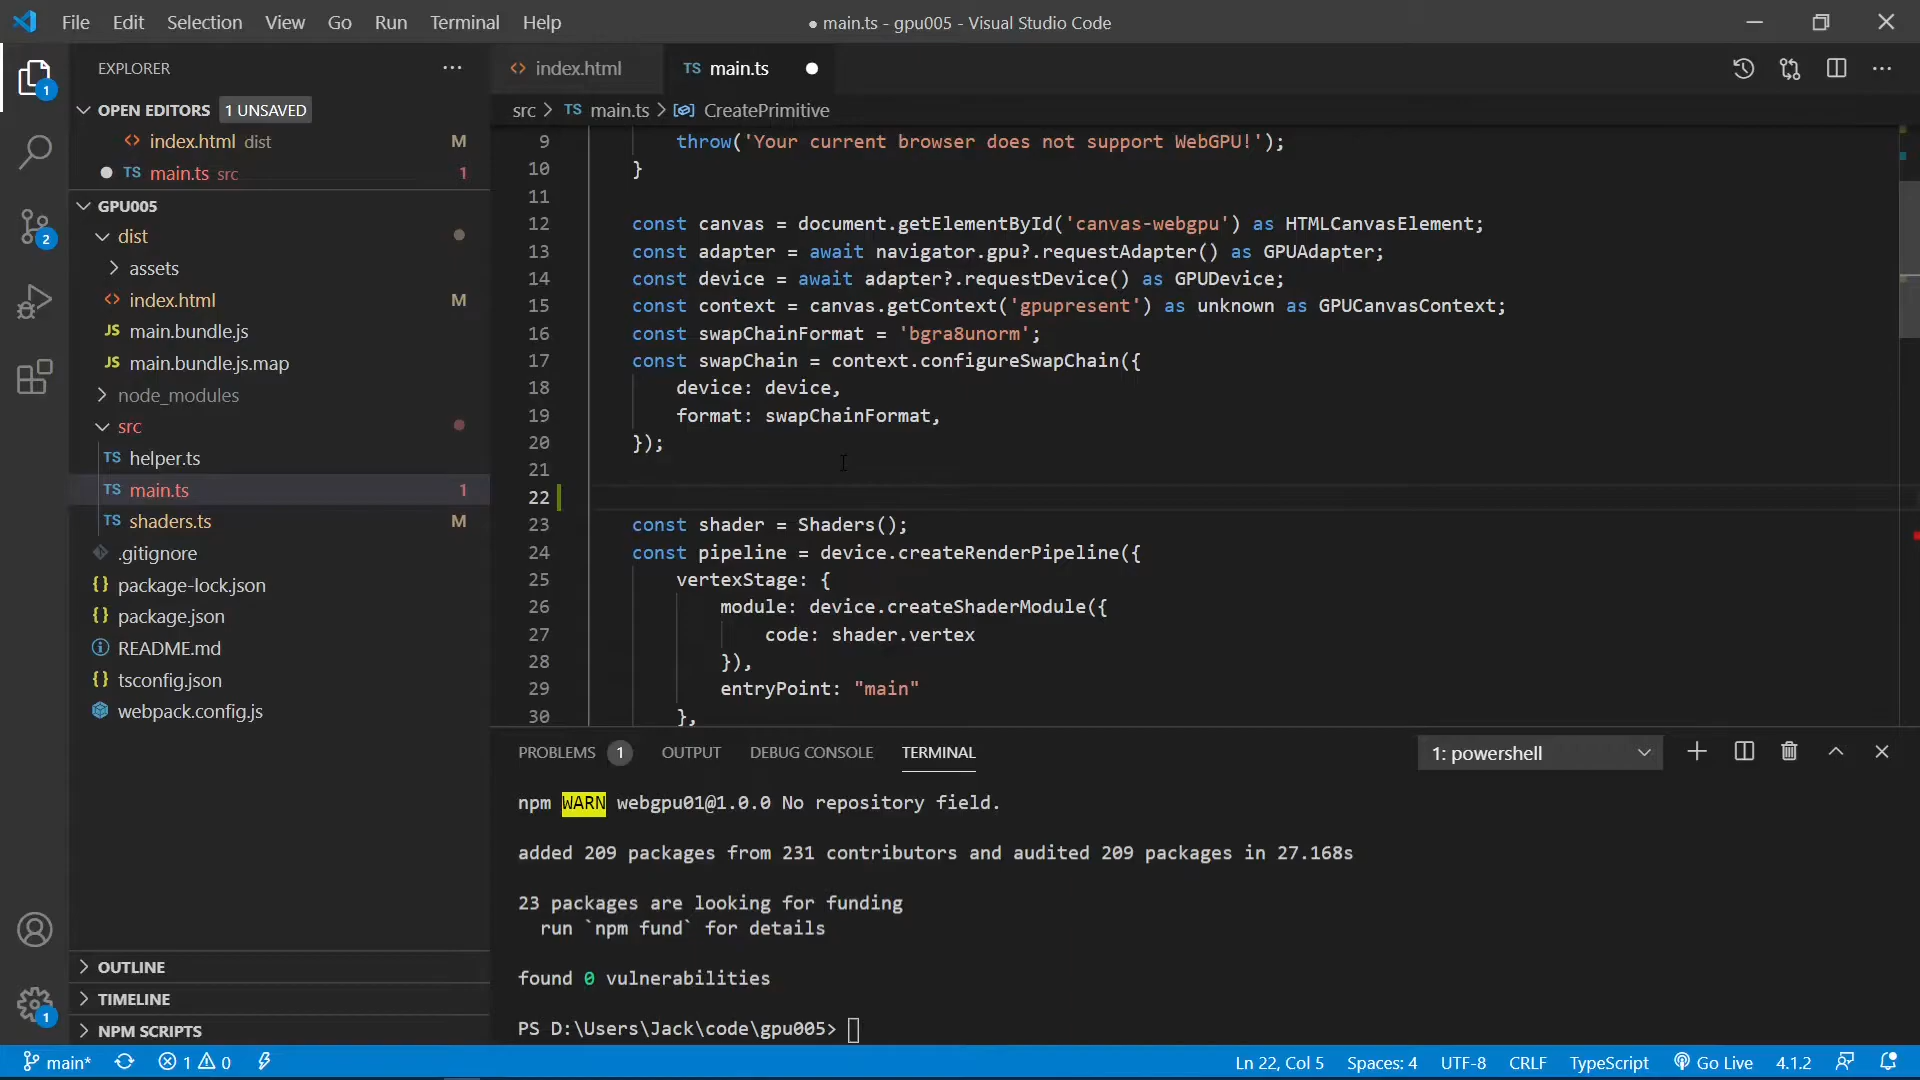 File Edit Selection View Go Run Terminal Help
● main.ts - gpu005 - Visual Studio Code
EXPLORER
OPEN EDITORS 1 UNSAVED
<> index.html dist M
● TS main.ts src 1
GPU005
dist
assets
<> index.html M
JS main.bundle.js
JS main.bundle.js.map
node_modules
src
TS helper.ts
TS main.ts 1
TS shaders.ts M
.gitignore
{} package-lock.json
{} package.json
README.md
{} tsconfig.json
webpack.config.js
OUTLINE
TIMELINE
NPM SCRIPTS
1
2
1
<> index.html
TS main.ts ●
src > TS main.ts > CreatePrimitive
9 throw('Your current browser does not support WebGPU!');
10 }
11
12 const canvas = document.getElementById('canvas-webgpu') as HTMLCanvasElement;
13 const adapter = await navigator.gpu?.requestAdapter() as GPUAdapter;
14 const device = await adapter?.requestDevice() as GPUDevice;
15 const context = canvas.getContext('gpupresent') as unknown as GPUCanvasContext;
16 const swapChainFormat = 'bgra8unorm';
17 const swapChain = context.configureSwapChain({
18 device: device,
19 format: swapChainFormat,
20 });
21
22
23 const shader = Shaders();
24 const pipeline = device.createRenderPipeline({
25 vertexStage: {
26 module: device.createShaderModule({
27 code: shader.vertex
28 }),
29 entryPoint: "main"
30 },
PROBLEMS 1 OUTPUT DEBUG CONSOLE TERMINAL
1: powershell
npm WARN webgpu01@1.0.0 No repository field.
added 209 packages from 231 contributors and audited 209 packages in 27.168s
23 packages are looking for funding
run `npm fund` for details
found 0 vulnerabilities
PS D:\Users\Jack\code\gpu005>
main* 1 0
Ln 22, Col 5 Spaces: 4 UTF-8 CRLF TypeScript Go Live 4.1.2